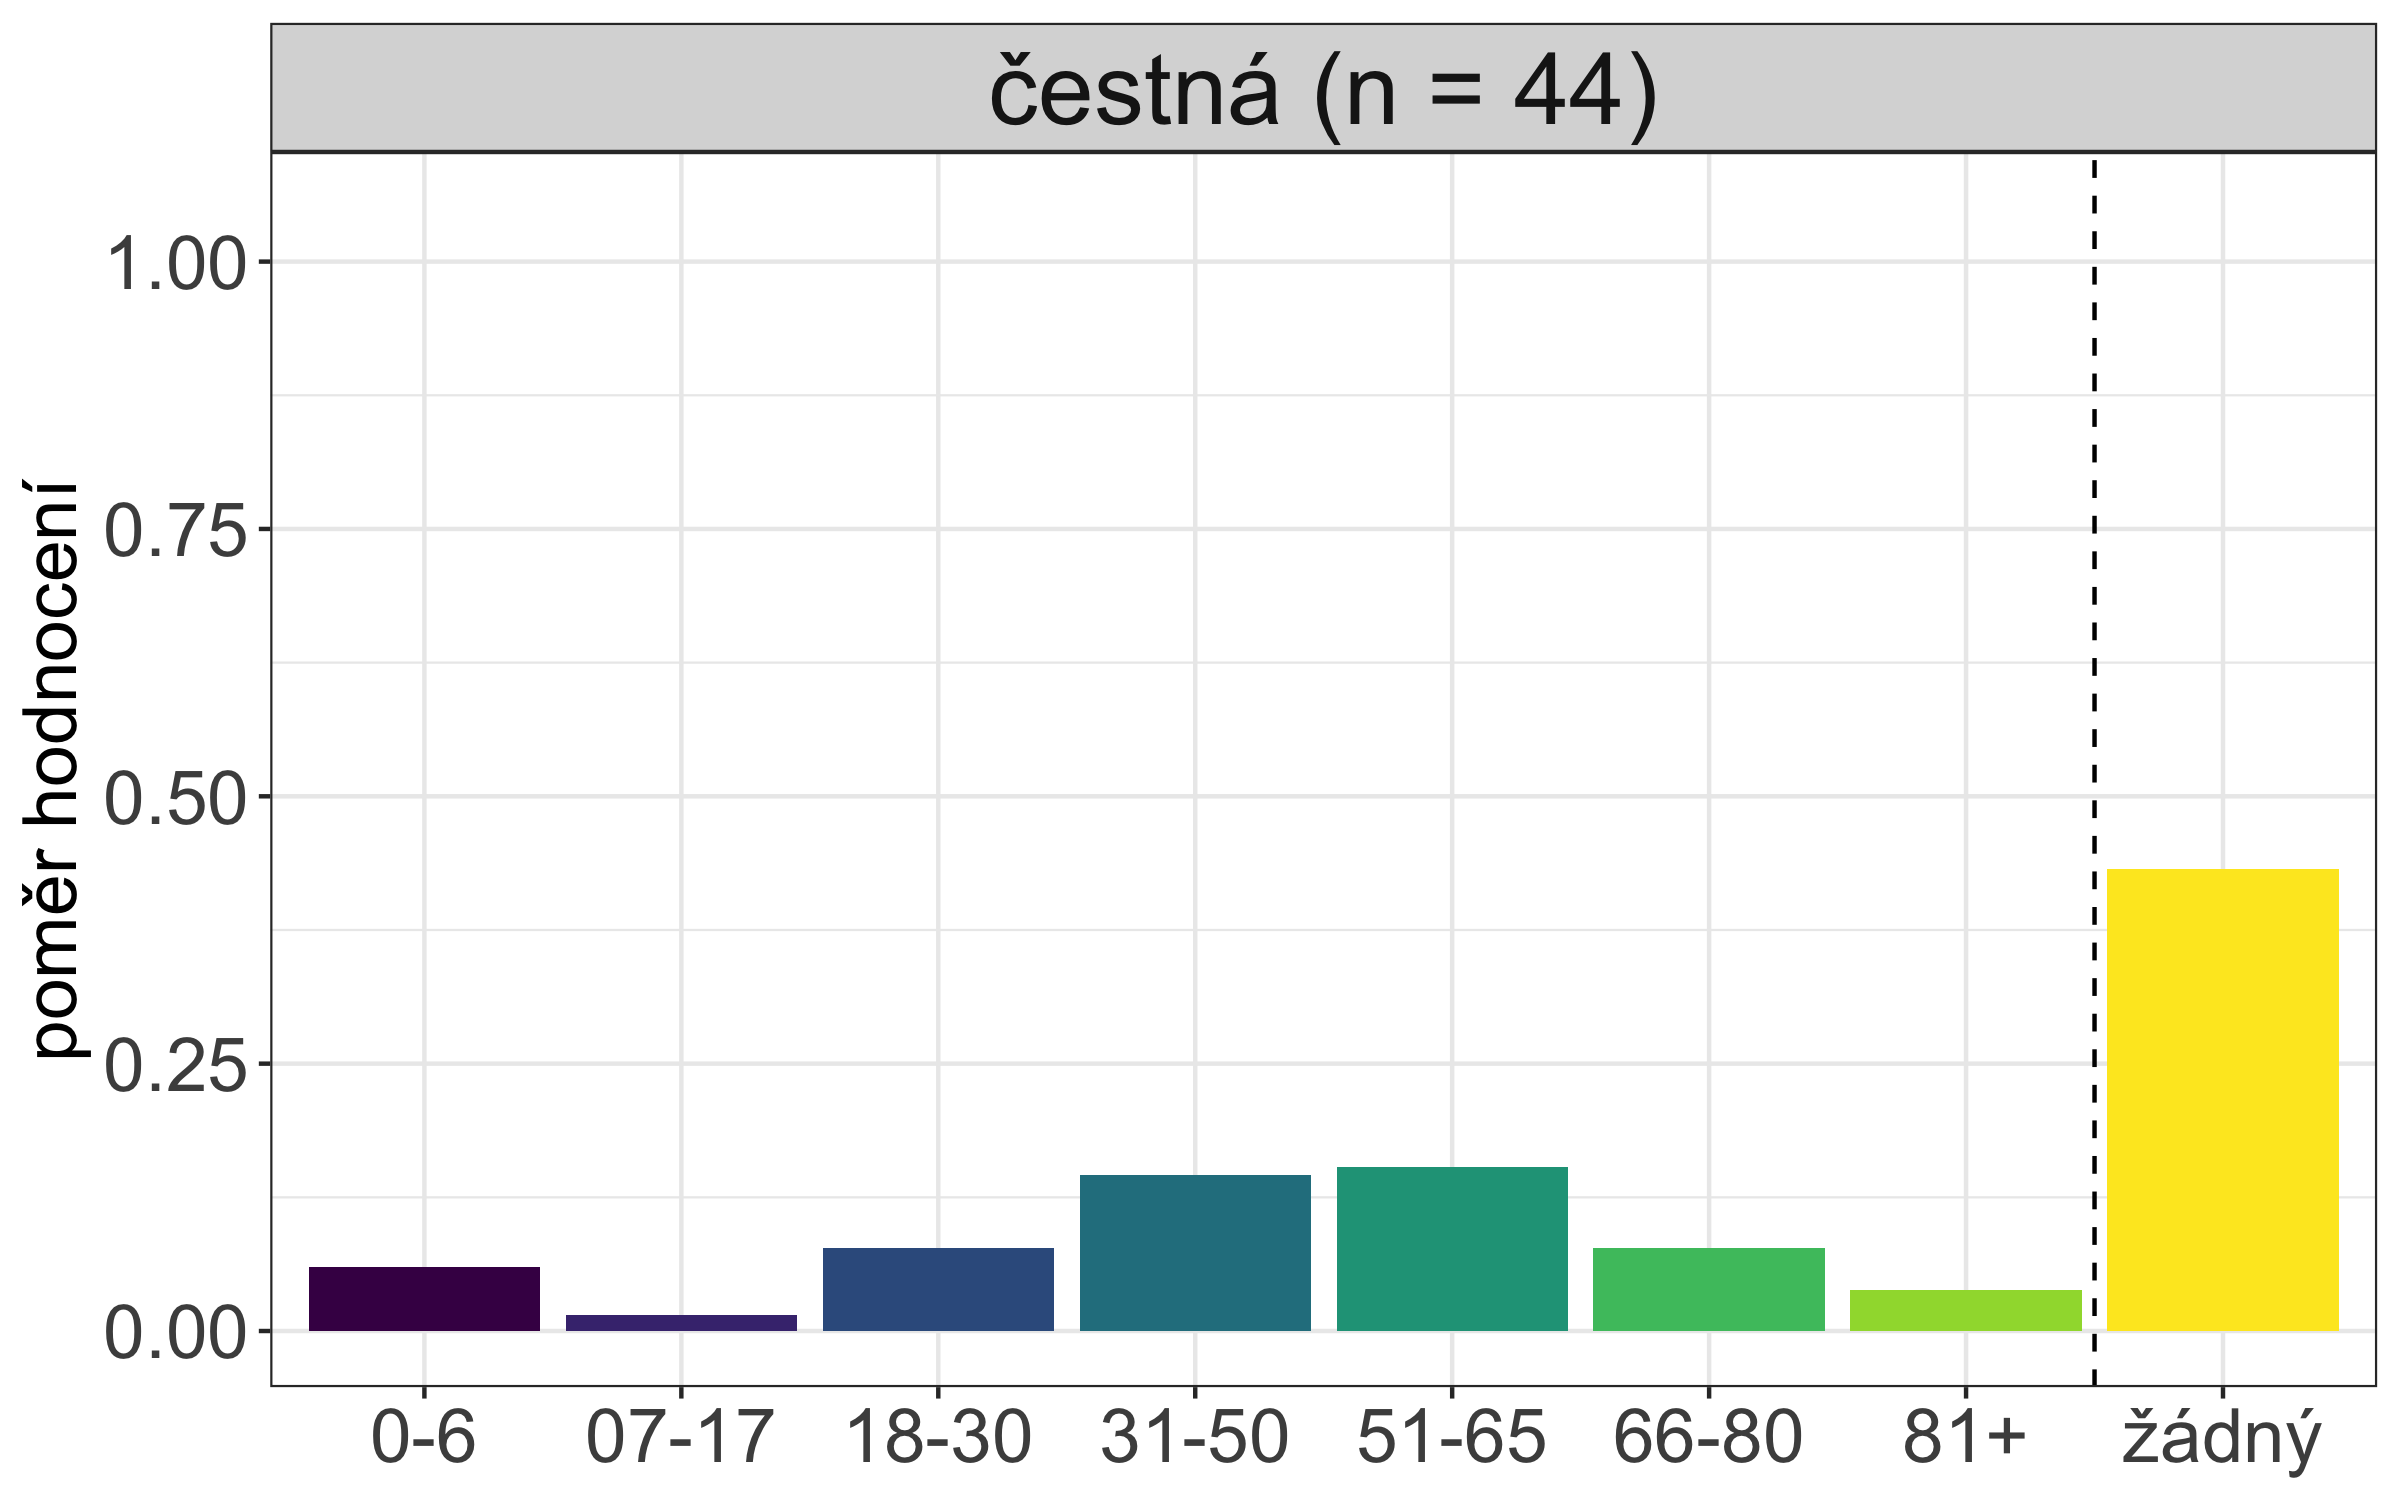 čestná (n = 44)
poměr hodnocení
1.00
0.75
0.50
0.25
0.00
0-6 07-17 18-30 31-50 51-65 66-80 81+ žádný